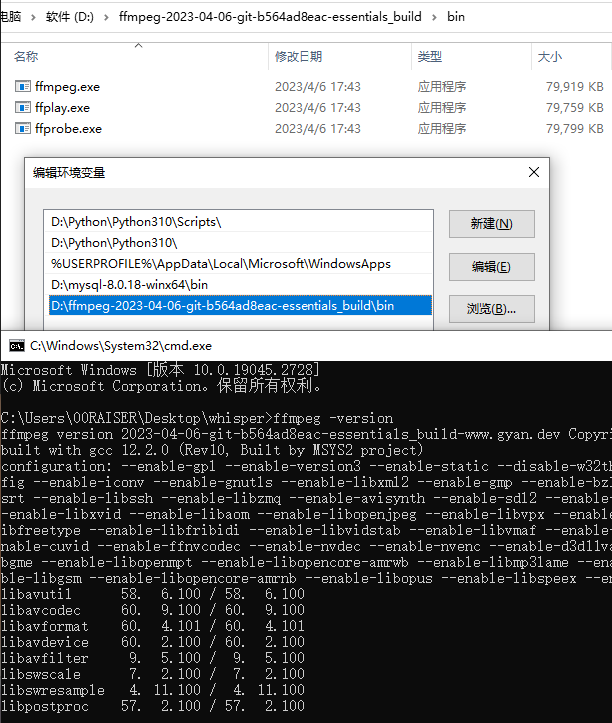 电脑 › 软件 (D:) › ffmpeg-2023-04-06-git-b564ad8eac-essentials_build › bin
名称 修改日期 类型 大小
ffmpeg.exe 2023/4/6 17:43 应用程序 79,919 KB
ffplay.exe 2023/4/6 17:43 应用程序 79,759 KB
ffprobe.exe 2023/4/6 17:43 应用程序 79,799 KB
编辑环境变量
D:\Python\Python310\Scripts\
新建(N)
D:\Python\Python310\
%USERPROFILE%\AppData\Local\Microsoft\WindowsApps
编辑(E)
D:\mysql-8.0.18-winx64\bin
D:\ffmpeg-2023-04-06-git-b564ad8eac-essentials_build\bin
浏览(B)...
C:\Windows\System32\cmd.exe
Microsoft Windows [版本 10.0.19045.2728]
(c) Microsoft Corporation。保留所有权利。
C:\Users\00RAISER\Desktop\whisper>ffmpeg -version
ffmpeg version 2023-04-06-git-b564ad8eac-essentials_build-www.gyan.dev Copyri
built with gcc 12.2.0 (Rev10, Built by MSYS2 project)
configuration: --enable-gpl --enable-version3 --enable-static --disable-w32th
fig --enable-iconv --enable-gnutls --enable-libxml2 --enable-gmp --enable-bzl
srt --enable-libssh --enable-libzmq --enable-avisynth --enable-sdl2 --enable-
-enable-libxvid --enable-libaom --enable-libopenjpeg --enable-libvpx --enable
ibfreetype --enable-libfribidi --enable-libvidstab --enable-libvmaf --enable-
nable-cuvid --enable-ffnvcodec --enable-nvdec --enable-nvenc --enable-d3d11va
bgme --enable-libopenmpt --enable-libopencore-amrwb --enable-libmp3lame --ena
ble-libgsm --enable-libopencore-amrnb --enable-libopus --enable-libspeex --en
libavutil 58. 6.100 / 58. 6.100
libavcodec 60. 9.100 / 60. 9.100
libavformat 60. 4.101 / 60. 4.101
libavdevice 60. 2.100 / 60. 2.100
libavfilter 9. 5.100 / 9. 5.100
libswscale 7. 2.100 / 7. 2.100
libswresample 4. 11.100 / 4. 11.100
libpostproc 57. 2.100 / 57. 2.100